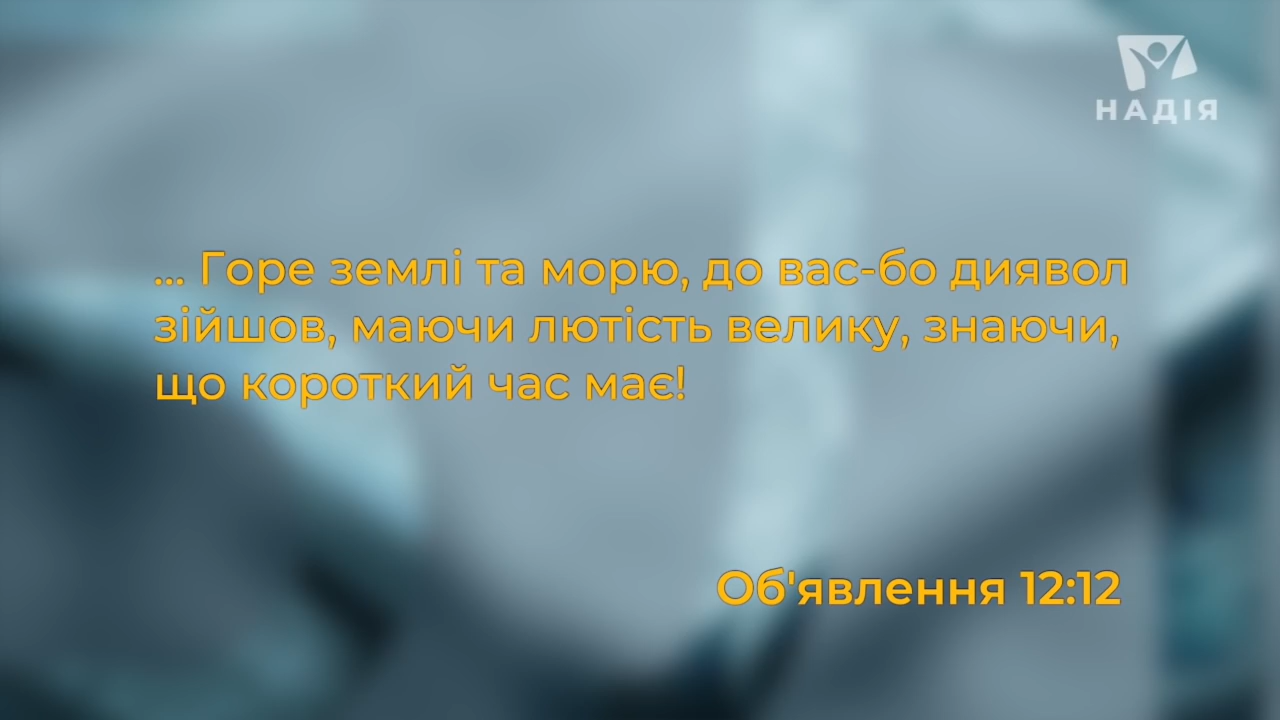 НАДІЯ
... Горе землі та морю, до вас-бо диявол
зійшов, маючи лютість велику, знаючи,
що короткий час має!
Об'явлення 12:12